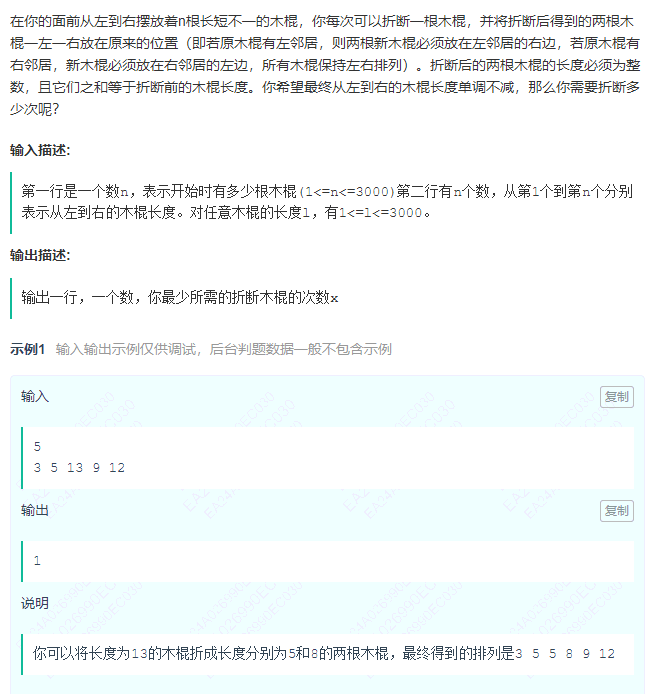 在你的面前从左到右摆放着n根长短不一的木棍，你每次可以折断一根木棍，并将折断后得到的两根木
棍一左一右放在原来的位置（即若原木棍有左邻居，则两根新木棍必须放在左邻居的右边，若原木棍有
右邻居，新木棍必须放在右邻居的左边，所有木棍保持左右排列）。折断后的两根木棍的长度必须为整
数，且它们之和等于折断前的木棍长度。你希望最终从左到右的木棍长度单调不减，那么你需要折断多
少次呢？
输入描述：
第一行是一个数n，表示开始时有多少根木棍(1<=n<=3000)第二行有n个数，从第1个到第n个分别
表示从左到右的木棍长度。对任意木棍的长度l，有1<=l<=3000。
输出描述：
输出一行，一个数，你最少所需的折断木棍的次数x
示例1 输入输出示例仅供调试，后台判题数据一般不包含示例
输入 复制
5
3 5 13 9 12
输出 复制
1
说明
你可以将长度为13的木棍折成长度分别为5和8的两根木棍，最终得到的排列是3 5 5 8 9 12